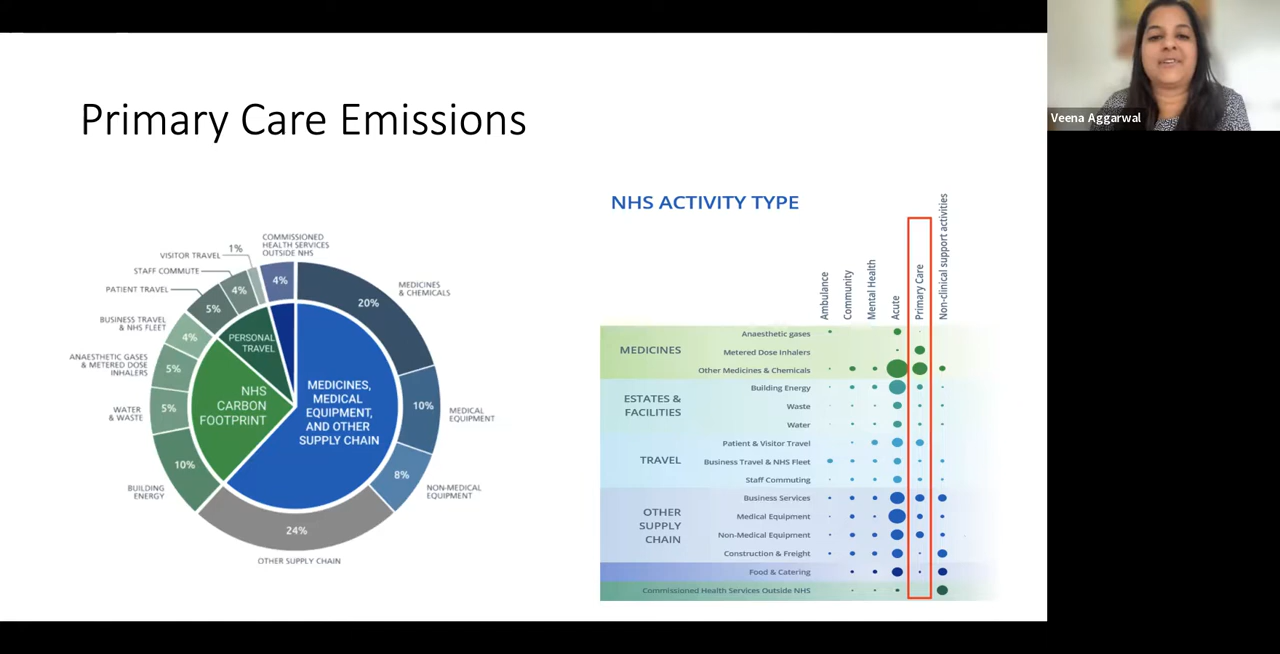 Veena Aggarwal
Primary Care Emissions
COMMISSIONED
HEALTH SERVICES
OUTSIDE NHS
VISITOR TRAVEL
1%
STAFF COMMUTE
PATIENT TRAVEL
BUSINESS TRAVEL
& NHS FLEET
ANAESTHETIC GASES
& METERED DOSE
INHALERS
WATER
& WASTE
BUILDING
ENERGY
OTHER SUPPLY CHAIN
NON-MEDICAL
EQUIPMENT
MEDICAL
EQUIPMENT
MEDICINES
& CHEMICALS
4%
20%
10%
8%
24%
10%
5%
5%
4%
5%
4%
PERSONAL
TRAVEL
NHS
CARBON
FOOTPRINT
MEDICINES,
MEDICAL
EQUIPMENT,
AND OTHER
SUPPLY CHAIN
NHS ACTIVITY TYPE
Ambulance
Community
Mental Health
Acute
Primary Care
Non-clinical support activities
MEDICINES
Anaesthetic gases
Metered Dose Inhalers
Other Medicines & Chemicals
ESTATES &
FACILITIES
Building Energy
Waste
Water
TRAVEL
Patient & Visitor Travel
Business Travel & NHS Fleet
Staff Commuting
OTHER
SUPPLY
CHAIN
Business Services
Medical Equipment
Non-Medical Equipment
Construction & Freight
Food & Catering
Commissioned Health Services Outside NHS